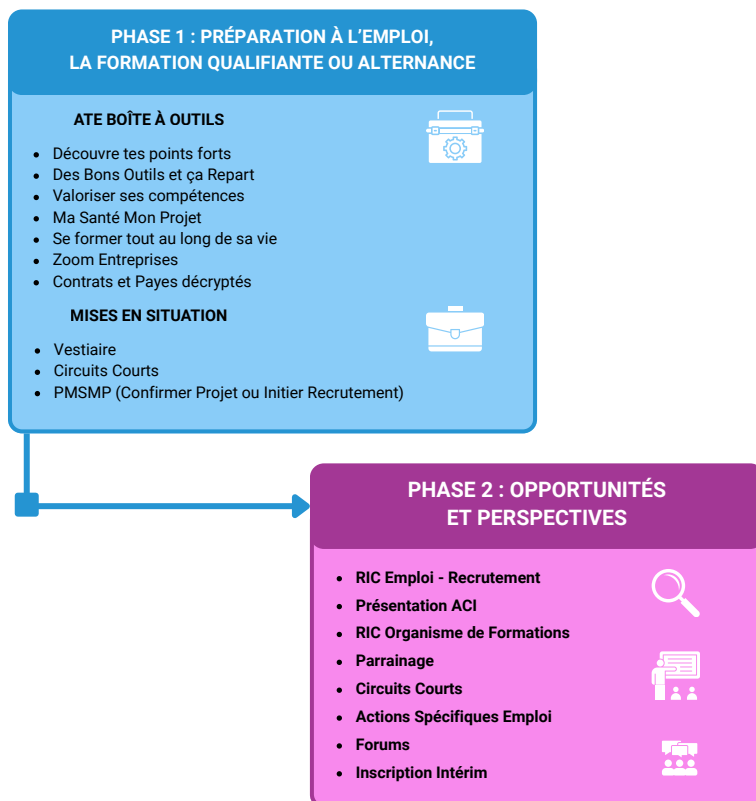 PHASE 1 : PRÉPARATION À L’EMPLOI,
LA FORMATION QUALIFIANTE OU ALTERNANCE
ATE BOÎTE À OUTILS
• Découvre tes points forts
• Des Bons Outils et ça Repart
• Valoriser ses compétences
• Ma Santé Mon Projet
• Se former tout au long de sa vie
• Zoom Entreprises
• Contrats et Payes décryptés
MISES EN SITUATION
• Vestiaire
• Circuits Courts
• PMSMP (Confirmer Projet ou Initier Recrutement)
PHASE 2 : OPPORTUNITÉS
ET PERSPECTIVES
• RIC Emploi - Recrutement
• Présentation ACI
• RIC Organisme de Formations
• Parrainage
• Circuits Courts
• Actions Spécifiques Emploi
• Forums
• Inscription Intérim